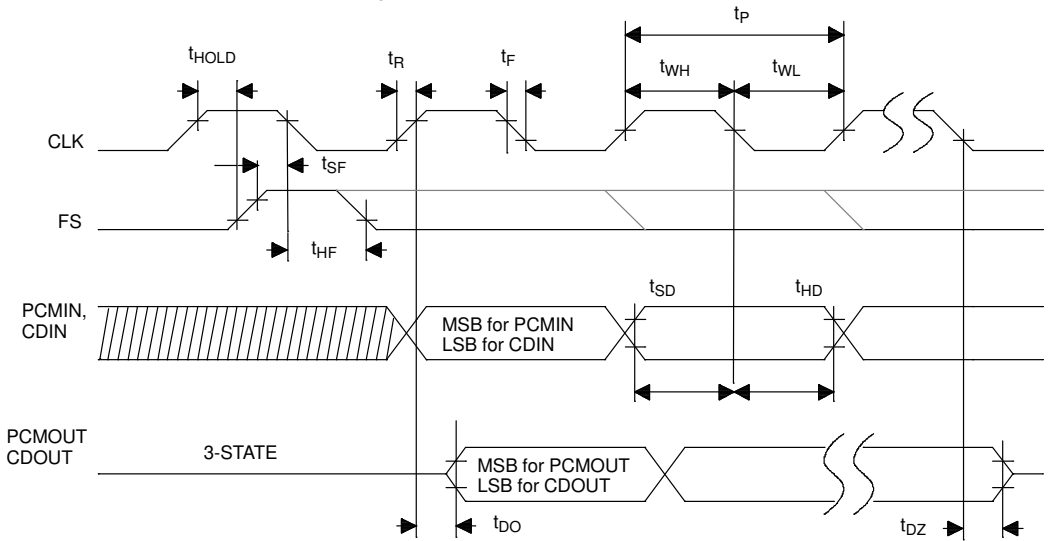 tP
tHOLD
tR
tF
tWH
tWL
CLK
tSF
FS
tHF
PCMIN,
CDIN
tSD
tHD
MSB for PCMIN
LSB for CDIN
PCMOUT
CDOUT
3-STATE
MSB for PCMOUT
LSB for CDOUT
tDO
tDZ